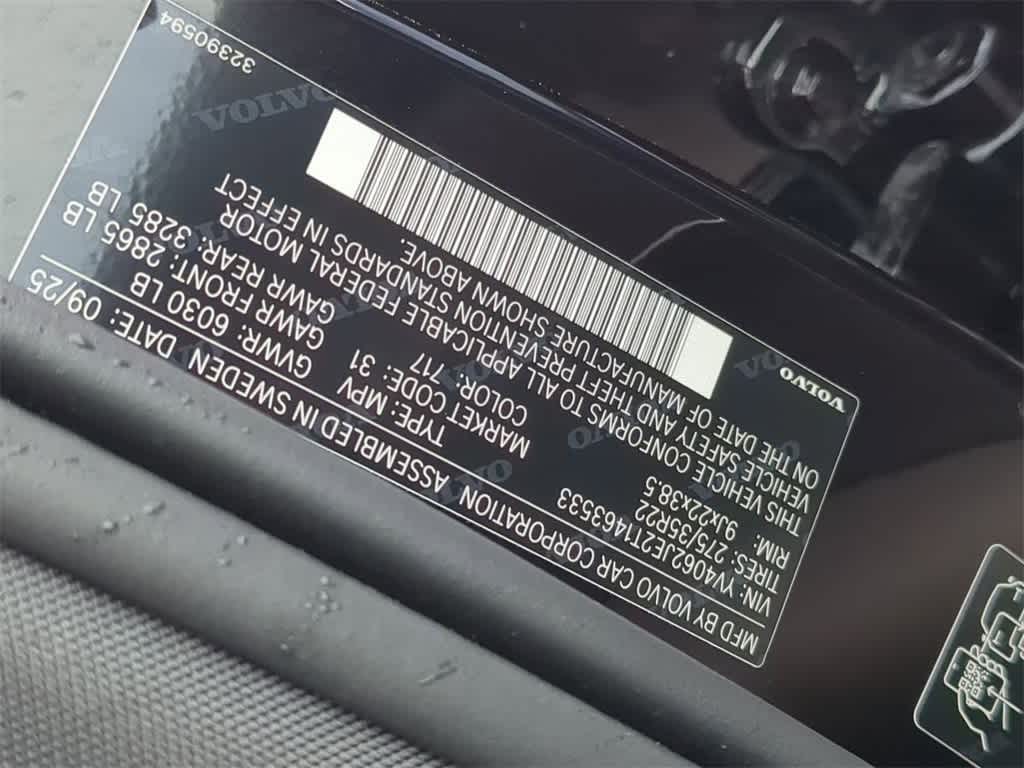 MFD BY VOLVO CAR CORPORATION ASSEMBLED IN SWEDEN DATE: 09/25
VIN: YV4062JE2T1463533
TIRES: 275/35R22
RIM: 9Jx22x38.5
TYPE: MPV
MARKET CODE: 31
COLOR: 717
GVWR: 6030 LB
GAWR FRONT: 2865 LB
GAWR REAR: 3285 LB
THIS VEHICLE CONFORMS TO ALL APPLICABLE FEDERAL MOTOR
VEHICLE SAFETY AND THEFT PREVENTION STANDARDS IN EFFECT
ON THE DATE OF MANUFACTURE SHOWN ABOVE.
VOLVO
32390594